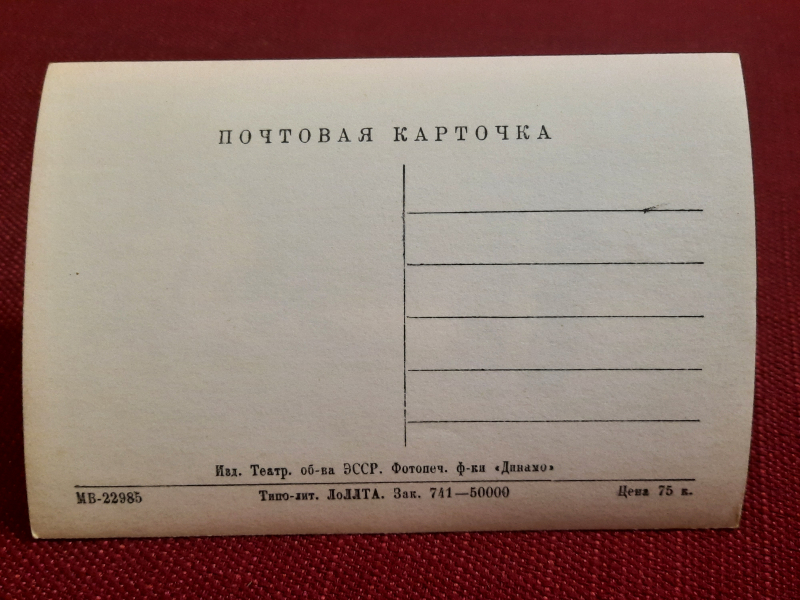 ПОЧТОВАЯ КАРТОЧКА
Изд. Театр. об-ва ЭССР. Фотопеч. ф-ки «Динамо»
МВ-22985 Типо-лит. ЛоЛЛТА. Зак. 741—50000 Цена 75 к.